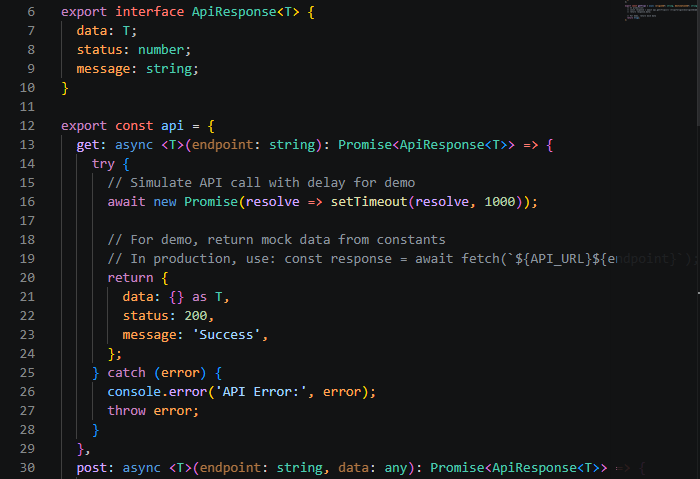 6 export interface ApiResponse<T> {
7   data: T;
8   status: number;
9   message: string;
10 }
11
12 export const api = {
13   get: async <T>(endpoint: string): Promise<ApiResponse<T>> => {
14     try {
15       // Simulate API call with delay for demo
16       await new Promise(resolve => setTimeout(resolve, 1000));
17
18       // For demo, return mock data from constants
19       // In production, use: const response = await fetch(`${API_URL}${endpoint}`);
20       return {
21         data: {} as T,
22         status: 200,
23         message: 'Success',
24       };
25     } catch (error) {
26       console.error('API Error:', error);
27       throw error;
28     }
29   },
30   post: async <T>(endpoint: string, data: any): Promise<ApiResponse<T>> => {